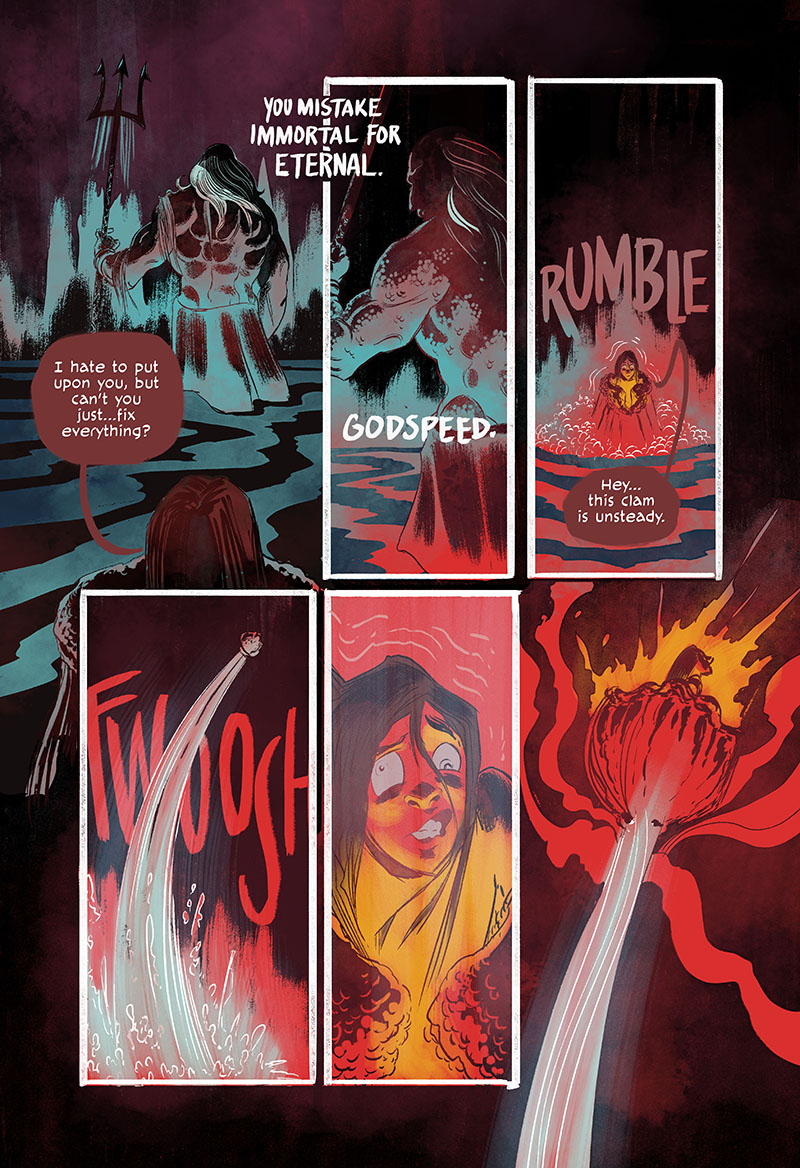 I hate to put
upon you, but
can't you
just...fix
everything?
YOU MISTAKE
IMMORTAL FOR
ETERNAL.
GODSPEED.
RUMBLE
Hey...
this clam
is unsteady.
FWOOSH